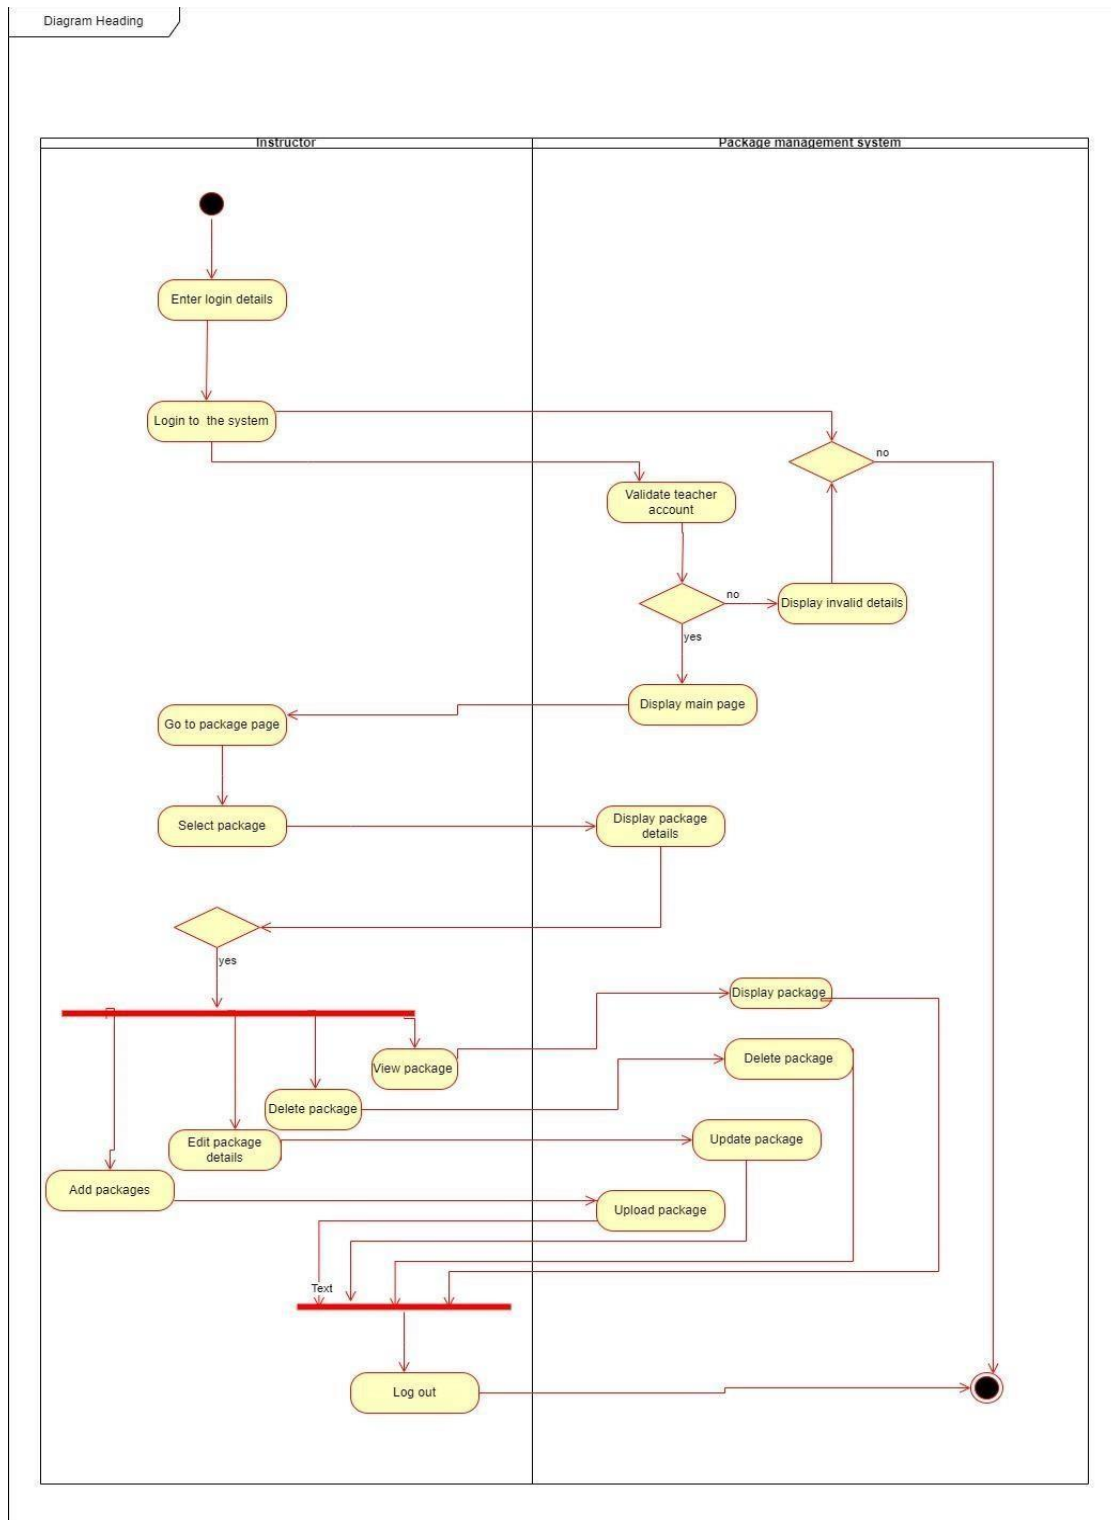 Diagram Heading
Instructor
Package management system
Enter login details
Login to the system
no
Validate teacher
account
no
Display invalid details
yes
Display main page
Go to package page
Select package
Display package
details
yes
Display package
View package
Delete package
Delete package
Edit package
details
Update package
Add packages
Upload package
Text
Log out